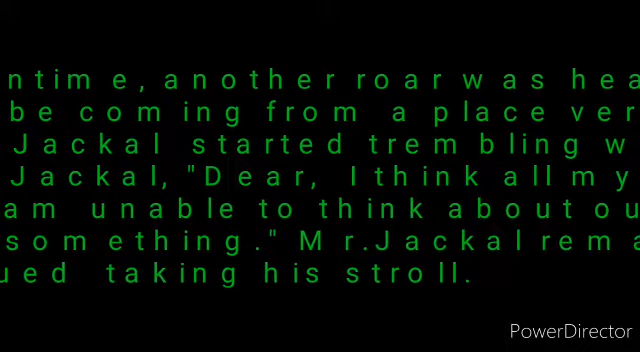 ntime, another roar was hea
be coming from a place ver
Jackal started trembling w
Jackal, "Dear, I think all my
am unable to think about ou
something." Mr.Jackal rema
ued taking his stroll.
PowerDirector